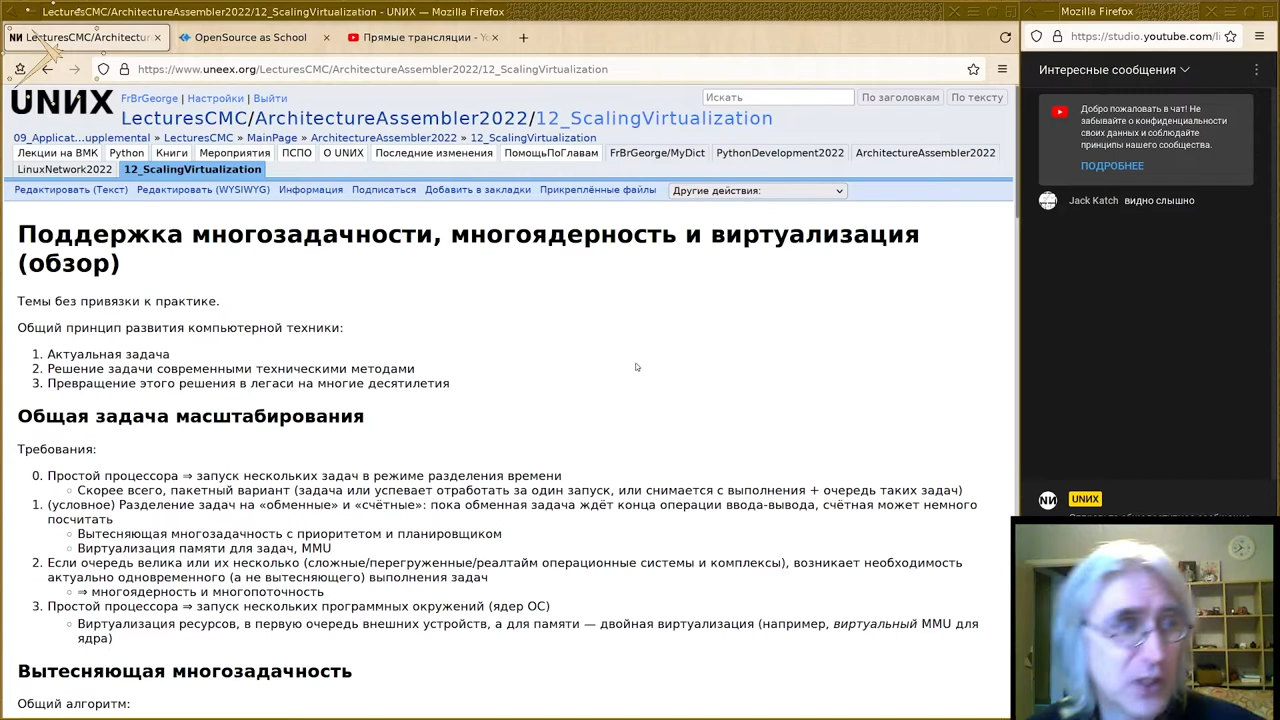 LecturesCMC/ArchitectureAssembler2022/12_ScalingVirtualization - UNИX — Mozilla Firefox
Mozilla Firefox
LecturesCMC/Architectur
OpenSource as School
Прямые трансляции - Yo
https://www.uneex.org/LecturesCMC/ArchitectureAssembler2022/12_ScalingVirtualization
https://studio.youtube.com/li
UNИX
FrBrGeorge | Настройки | Выйти
Искать
По заголовкам
По тексту
LecturesCMC/ArchitectureAssembler2022/12_ScalingVirtualization
09_Applicat...upplemental » LecturesCMC » MainPage » ArchitectureAssembler2022 » 12_ScalingVirtualization
Лекции на ВМК Python Книги Мероприятия ПСПО О UNИX Последние изменения ПомощьПоГлавам FrBrGeorge/MyDict PythonDevelopment2022 ArchitectureAssembler2022
LinuxNetwork2022 12_ScalingVirtualization
Редактировать (Текст) Редактировать (WYSIWYG) Информация Подписаться Добавить в закладки Прикреплённые файлы Другие действия:
Поддержка многозадачности, многоядерность и виртуализация
(обзор)
Темы без привязки к практике.
Общий принцип развития компьютерной техники:
1. Актуальная задача
2. Решение задачи современными техническими методами
3. Превращение этого решения в легаси на многие десятилетия
Общая задача масштабирования
Требования:
0. Простой процессора ⇒ запуск нескольких задач в режиме разделения времени
Скорее всего, пакетный вариант (задача или успевает отработать за один запуск, или снимается с выполнения + очередь таких задач)
1. (условное) Разделение задач на «обменные» и «счётные»: пока обменная задача ждёт конца операции ввода-вывода, счётная может немного
посчитать
Вытесняющая многозадачность с приоритетом и планировщиком
Виртуализация памяти для задач, MMU
2. Если очередь велика или их несколько (сложные/перегруженные/реалтайм операционные системы и комплексы), возникает необходимость
актуально одновременного (а не вытесняющего) выполнения задач
⇒ многоядерность и многопоточность
3. Простой процессора ⇒ запуск нескольких программных окружений (ядер ОС)
Виртуализация ресурсов, в первую очередь внешних устройств, а для памяти — двойная виртуализация (например, виртуальный MMU для
ядра)
Вытесняющая многозадачность
Общий алгоритм:
Интересные сообщения
Добро пожаловать в чат! Не
забывайте о конфиденциальности
своих данных и соблюдайте
принципы нашего сообщества.
ПОДРОБНЕЕ
Jack Katch видно слышно
NИ UNИX